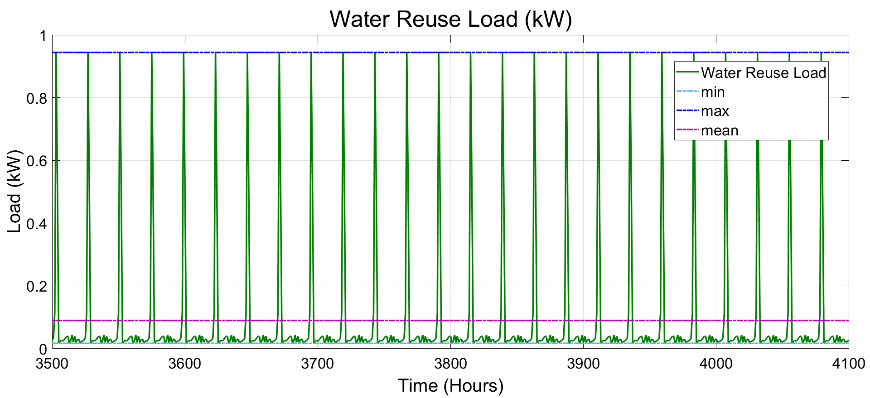 Water Reuse Load (kW)
1
0.8
0.6
0.4
0.2
0
Load (kW)
Water Reuse Load
min
max
mean
3500 3600 3700 3800 3900 4000 4100
Time (Hours)